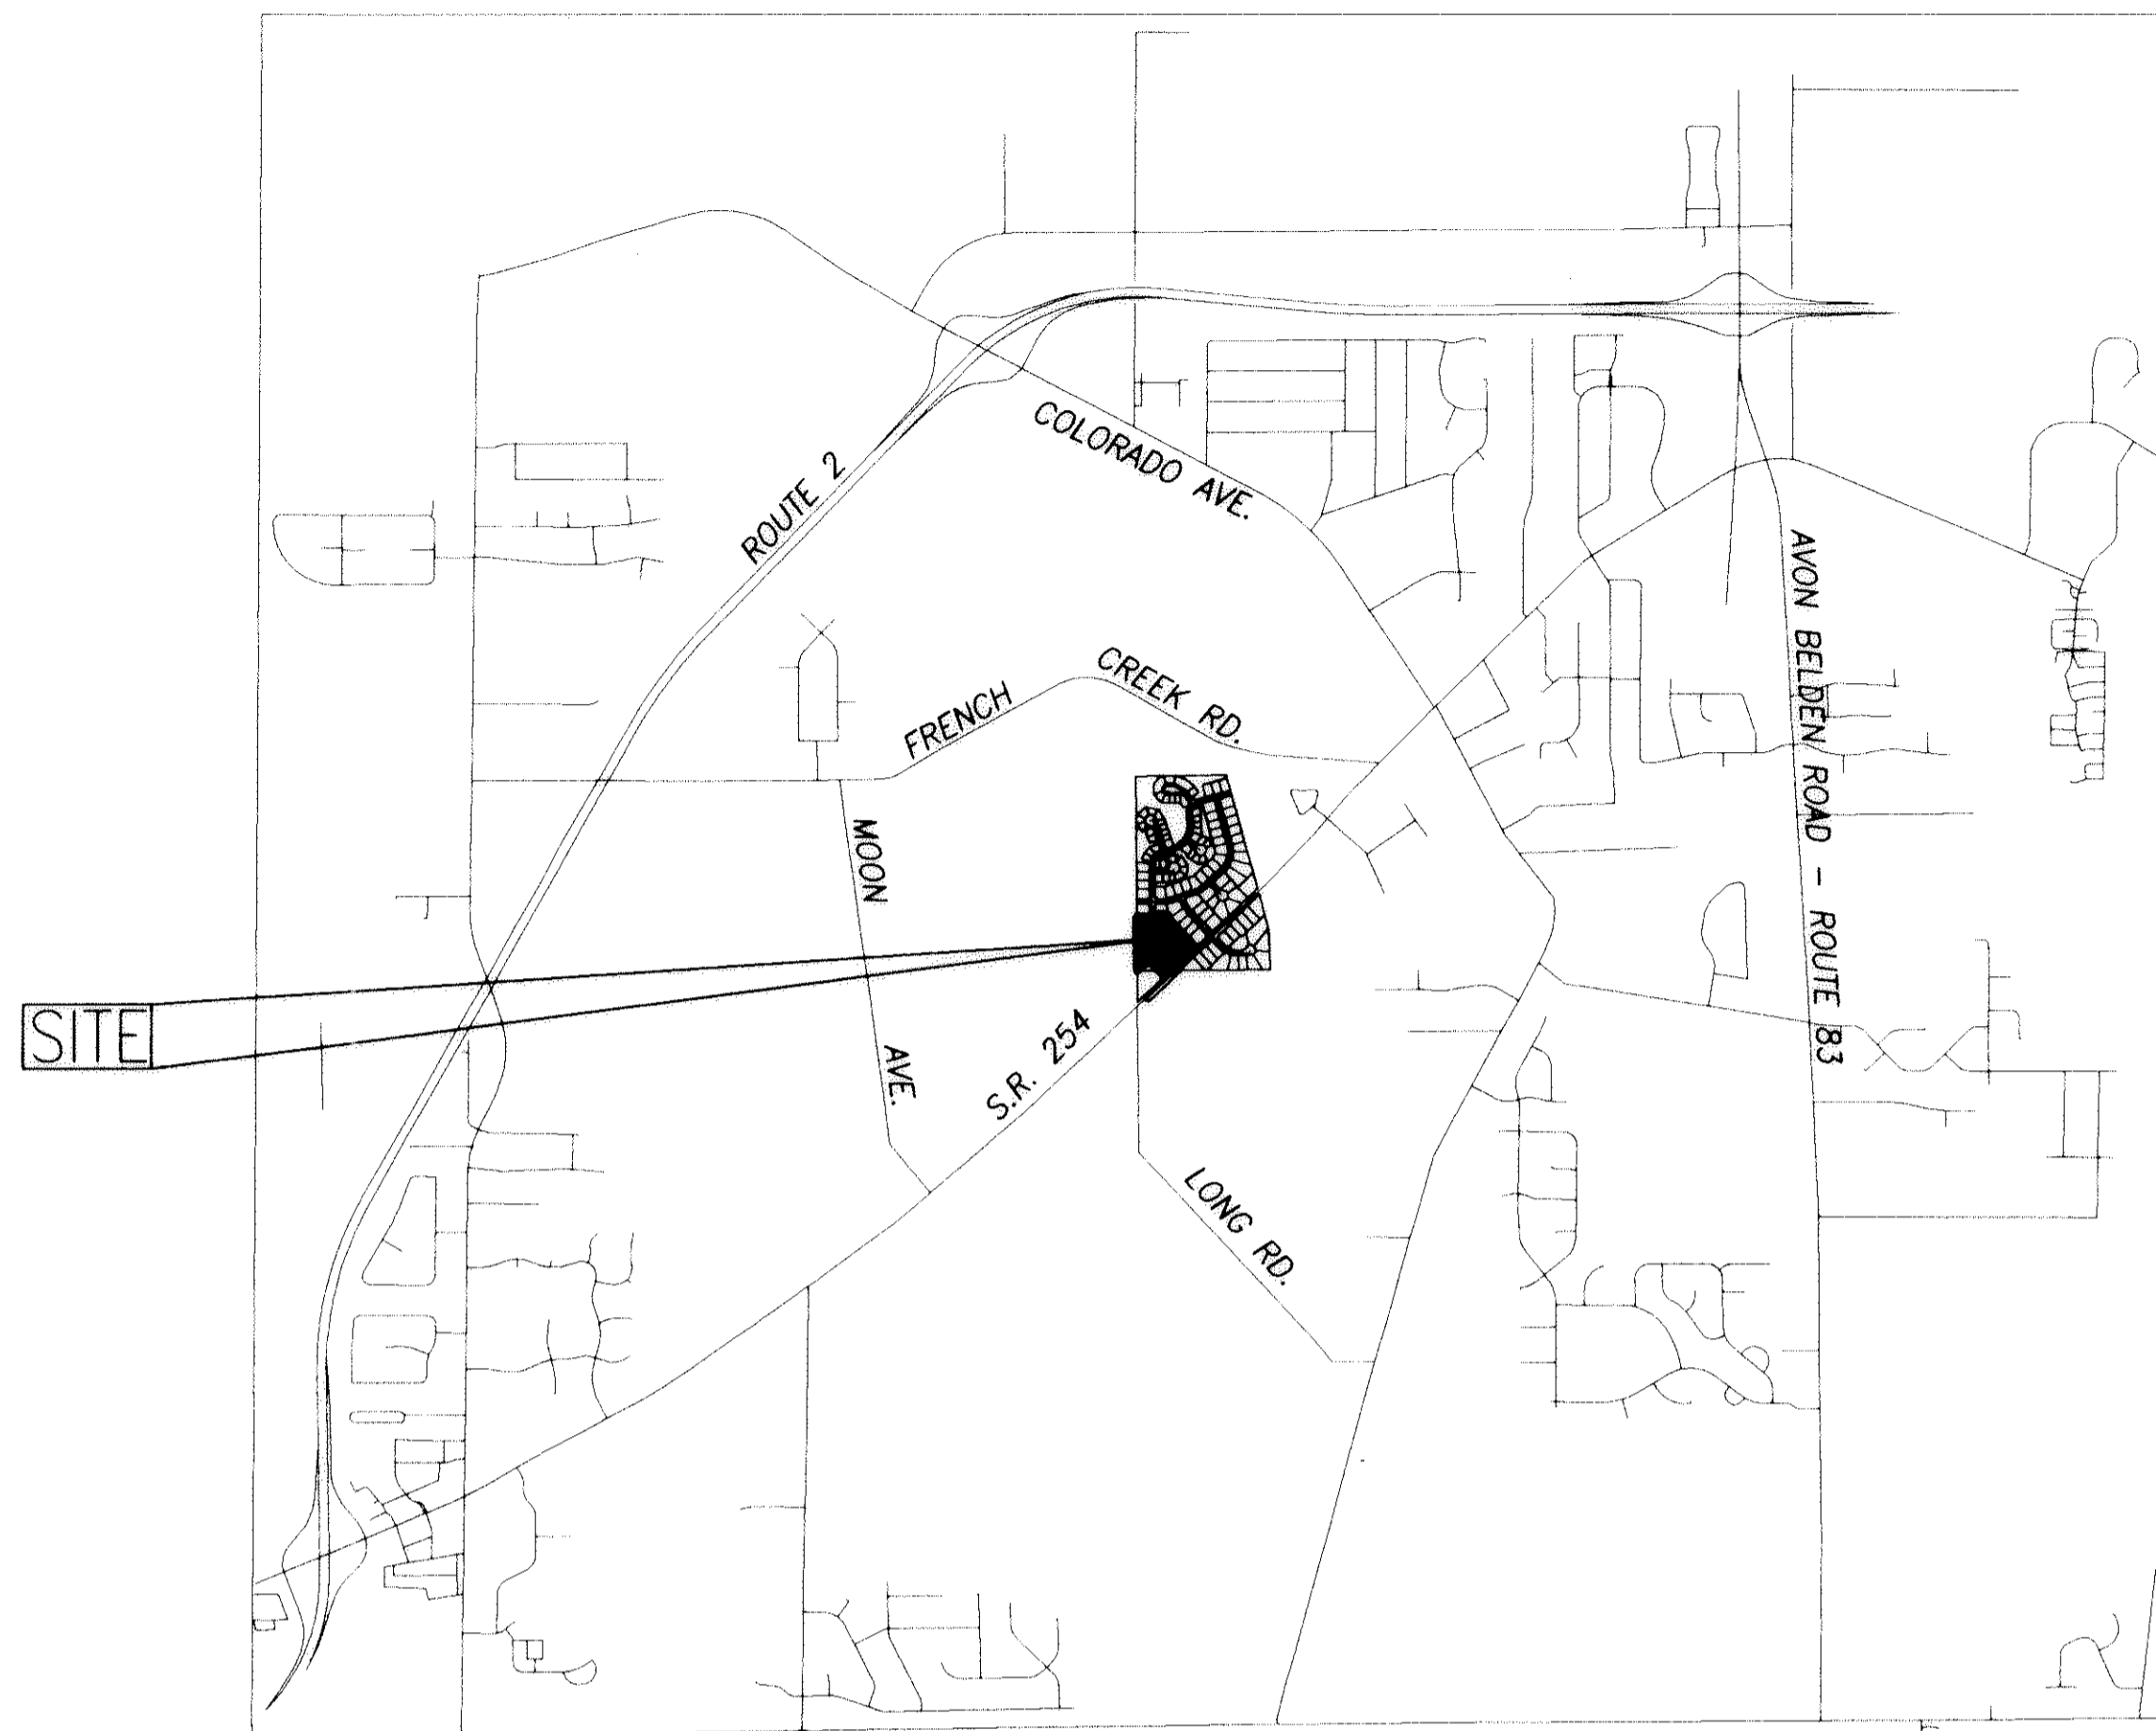 ROUTE 2
COLORADO AVE.
AVON BELDEN ROAD - ROUTE 83
FRENCH CREEK RD.
MOON AVE.
SITE
S.R. 254
LONG RD.